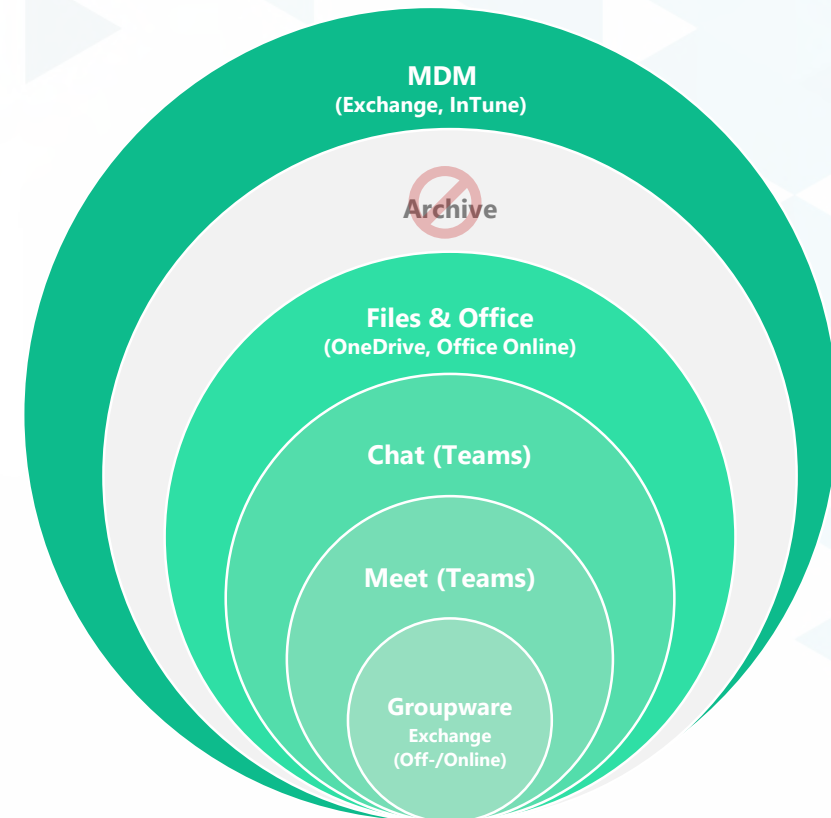 MDM
(Exchange, InTune)
Archive
Files & Office
(OneDrive, Office Online)
Chat (Teams)
Meet (Teams)
Groupware
Exchange
(Off-/Online)